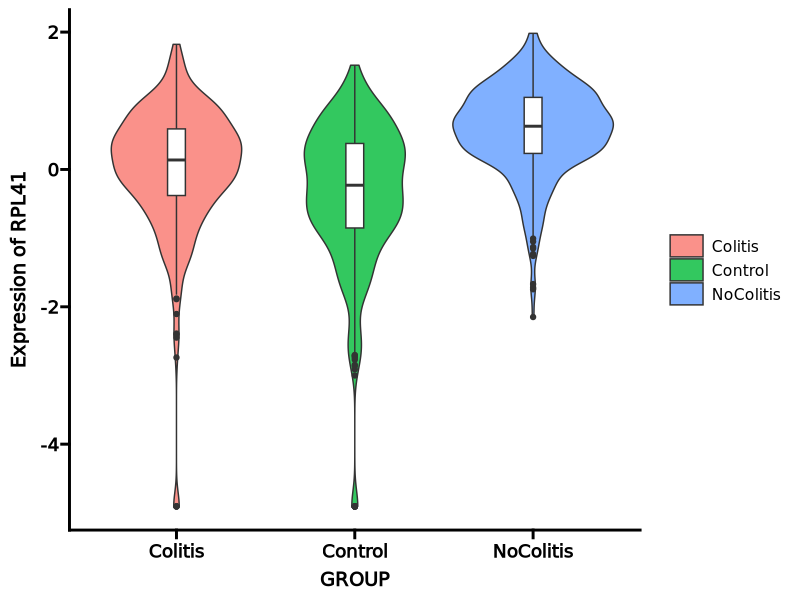 2
0
-2
-4
Expression of RPL41
Colitis
Control
NoColitis
GROUP
Colitis
Control
NoColitis